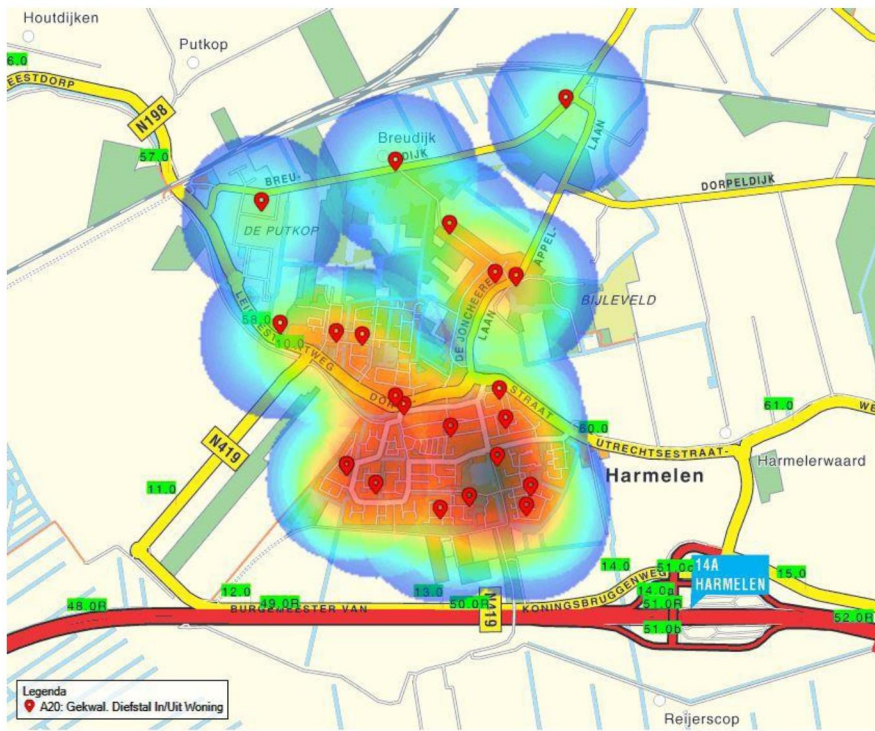 Houtdijken
Putkop
6.0
EESTDORP
N198
57.0
Breudijk
DIJK
BREU-
LAAN
DORPELDIJK
DE PUTKOP
APPEL-
BIJLEVELD
58.0
10.0
DE JONCHEERE
LAAN
STRAAT
60.0
61.0
WE
UTRECHTSESTRAAT-
N419
Harmelen
Harmelerwaard
11.0
14A
HARMELEN
51.0c
14.0
15.0
12.0
13.0
14.0a
48.0R
49.0R
50.0R
51.0R
52.0R
BURGEMEESTER VAN
N419
KONINGSBRUGGENWEG
51.0b
Legenda
A20: Gekwal. Diefstal In/Uit Woning
Reijerscop